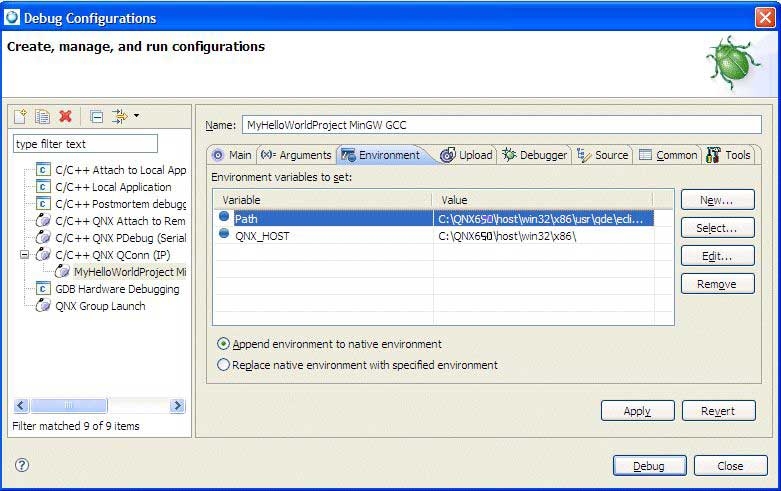 Debug Configurations
Create, manage, and run configurations
type filter text
C/C++ Attach to Local App
C/C++ Local Application
C/C++ Postmortem debugg
C/C++ QNX Attach to Rem
C/C++ QNX PDebug (Serial
C/C++ QNX QConn (IP)
MyHelloWorldProject Mi
GDB Hardware Debugging
QNX Group Launch
Filter matched 9 of 9 items
Name: MyHelloWorldProject MinGW GCC
Main (x)= Arguments Environment Upload Debugger Source Common Tools
Environment variables to set:
Variable Value
Path C:\QNX650\host\win32\x86\usr\qde\ecli...
QNX_HOST C:\QNX650\host\win32\x86\
New...
Select...
Edit...
Remove
Append environment to native environment
Replace native environment with specified environment
Apply Revert
? Debug Close